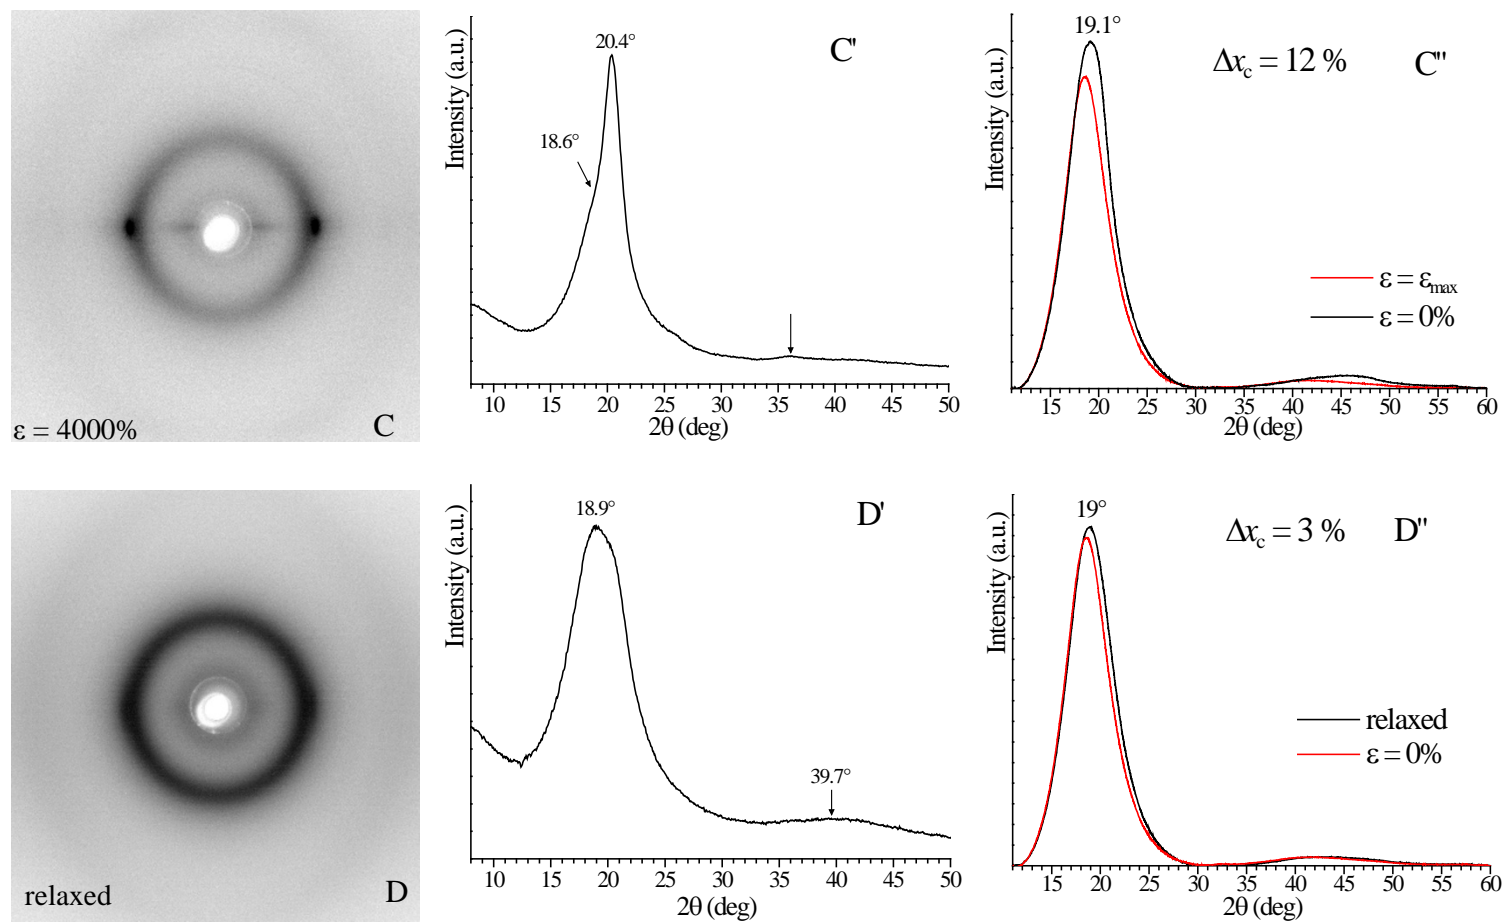 ε = 4000%
C
Intensity (a.u.)
20.4°
18.6°
C'
10 15 20 25 30 35 40 45 50
2θ (deg)
Intensity (a.u.)
19.1°
Δxc = 12 %
C"
ε = εmax
ε = 0%
15 20 25 30 35 40 45 50 55 60
2θ (deg)
relaxed
D
Intensity (a.u.)
18.9°
D'
39.7°
10 15 20 25 30 35 40 45 50
2θ (deg)
Intensity (a.u.)
19°
Δxc = 3 %
D"
relaxed
ε = 0%
15 20 25 30 35 40 45 50 55 60
2θ (deg)